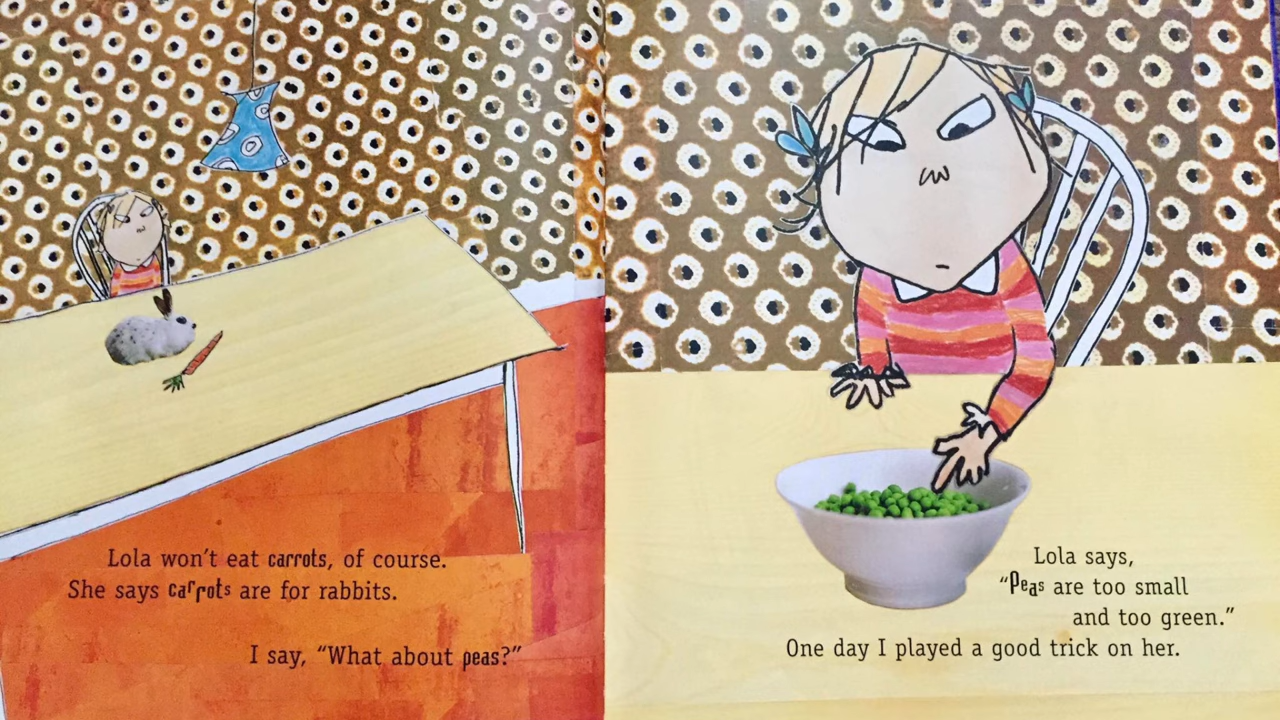 Lola won't eat carrots, of course.
She says carrots are for rabbits.
I say, "What about peas?"
Lola says,
"Peas are too small
and too green."
One day I played a good trick on her.